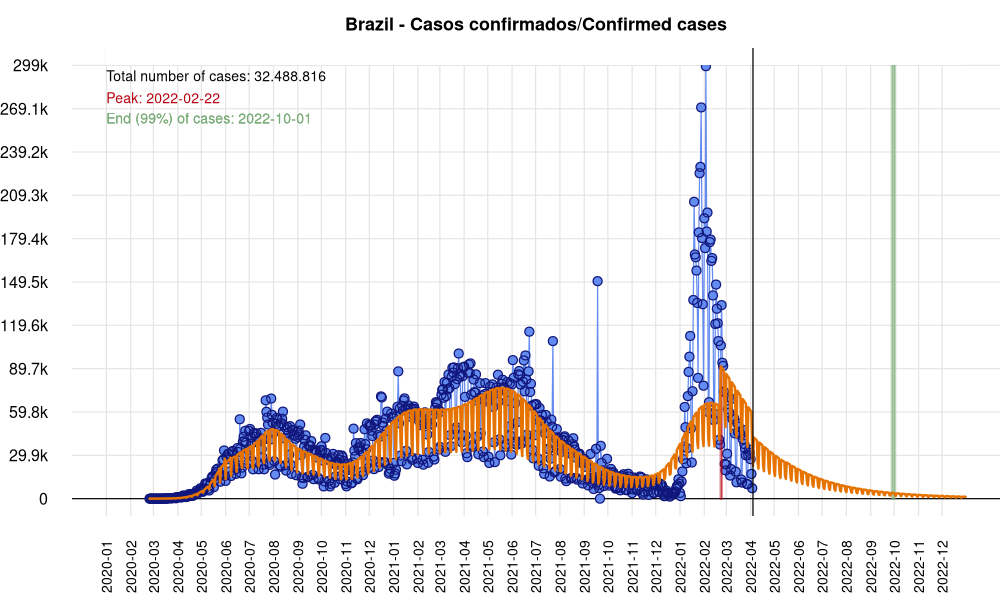 Brazil - Casos confirmados/Confirmed cases
299k
Total number of cases: 32.488.816
Peak: 2022-02-22
269.1k
End (99%) of cases: 2022-10-01
239.2k
209.3k
179.4k
149.5k
119.6k
89.7k
59.8k
29.9k
0
2020-01
2020-02
2020-03
2020-04
2020-05
2020-06
2020-07
2020-08
2020-09
2020-10
2020-11
2020-12
2021-01
2021-02
2021-03
2021-04
2021-05
2021-06
2021-07
2021-08
2021-09
2021-10
2021-11
2021-12
2022-01
2022-02
2022-03
2022-04
2022-05
2022-06
2022-07
2022-08
2022-09
2022-10
2022-11
2022-12